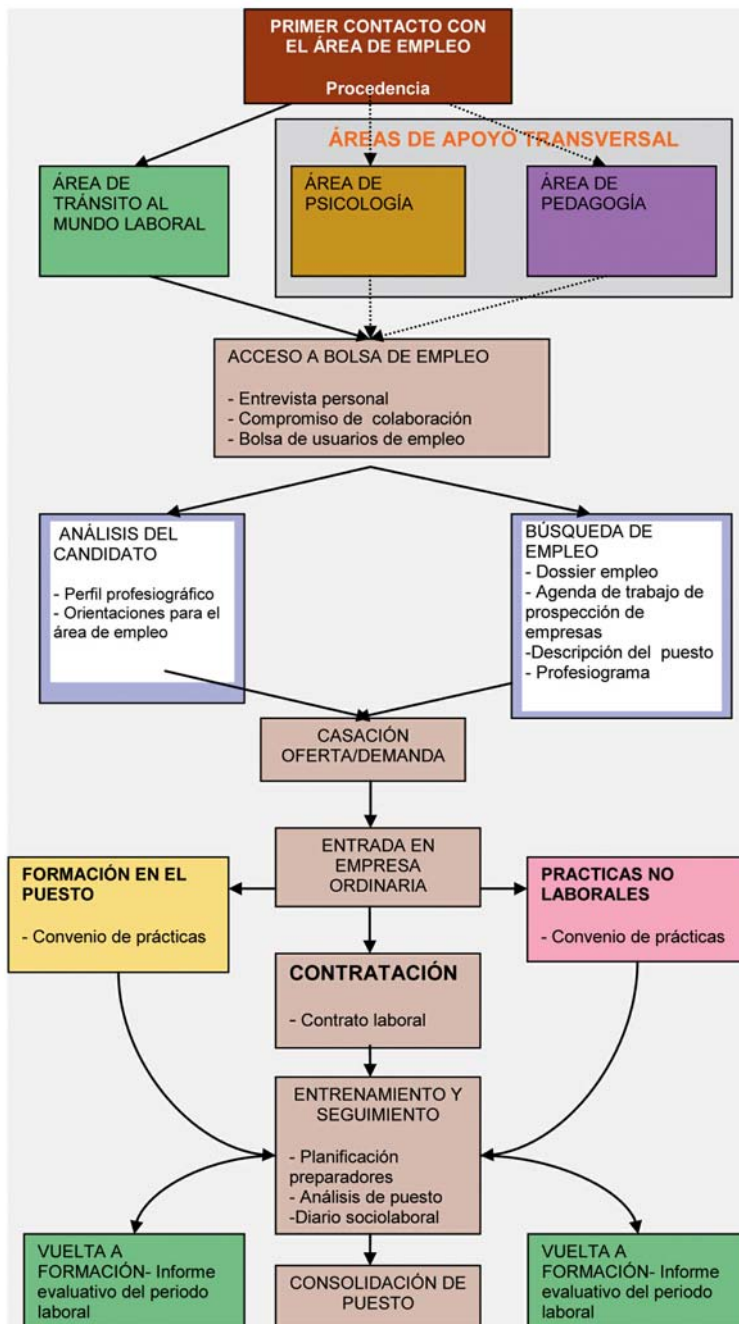 PRIMER CONTACTO CON
EL ÁREA DE EMPLEO
Procedencia
ÁREAS DE APOYO TRANSVERSAL
ÁREA DE
TRÁNSITO AL
MUNDO LABORAL
ÁREA DE
PSICOLOGÍA
ÁREA DE
PEDAGOGÍA
ACCESO A BOLSA DE EMPLEO
- Entrevista personal
- Compromiso de colaboración
- Bolsa de usuarios de empleo
ANÁLISIS DEL
CANDIDATO
- Perfil profesiográfico
- Orientaciones para el
área de empleo
BÚSQUEDA DE
EMPLEO
- Dossier empleo
- Agenda de trabajo de
prospección de
empresas
-Descripción del puesto
- Profesiograma
CASACIÓN
OFERTA/DEMANDA
ENTRADA EN
EMPRESA
ORDINARIA
FORMACIÓN EN EL
PUESTO
- Convenio de prácticas
PRACTICAS NO
LABORALES
- Convenio de prácticas
CONTRATACIÓN
- Contrato laboral
ENTRENAMIENTO Y
SEGUIMIENTO
- Planificación
preparadores
- Análisis de puesto
-Diario sociolaboral
VUELTA A
FORMACIÓN- Informe
evaluativo del periodo
laboral
CONSOLIDACIÓN DE
PUESTO
VUELTA A
FORMACIÓN- Informe
evaluativo del periodo
laboral